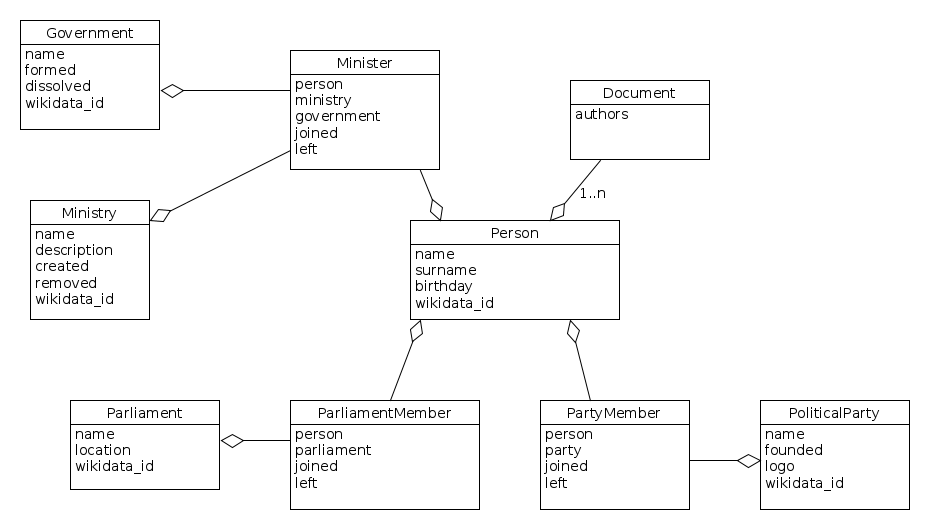 Government
name
formed
dissolved
wikidata_id
Minister
person
ministry
government
joined
left
Document
authors
1..n
Ministry
name
description
created
removed
wikidata_id
Person
name
surname
birthday
wikidata_id
Parliament
name
location
wikidata_id
ParliamentMember
person
parliament
joined
left
PartyMember
person
party
joined
left
PoliticalParty
name
founded
logo
wikidata_id